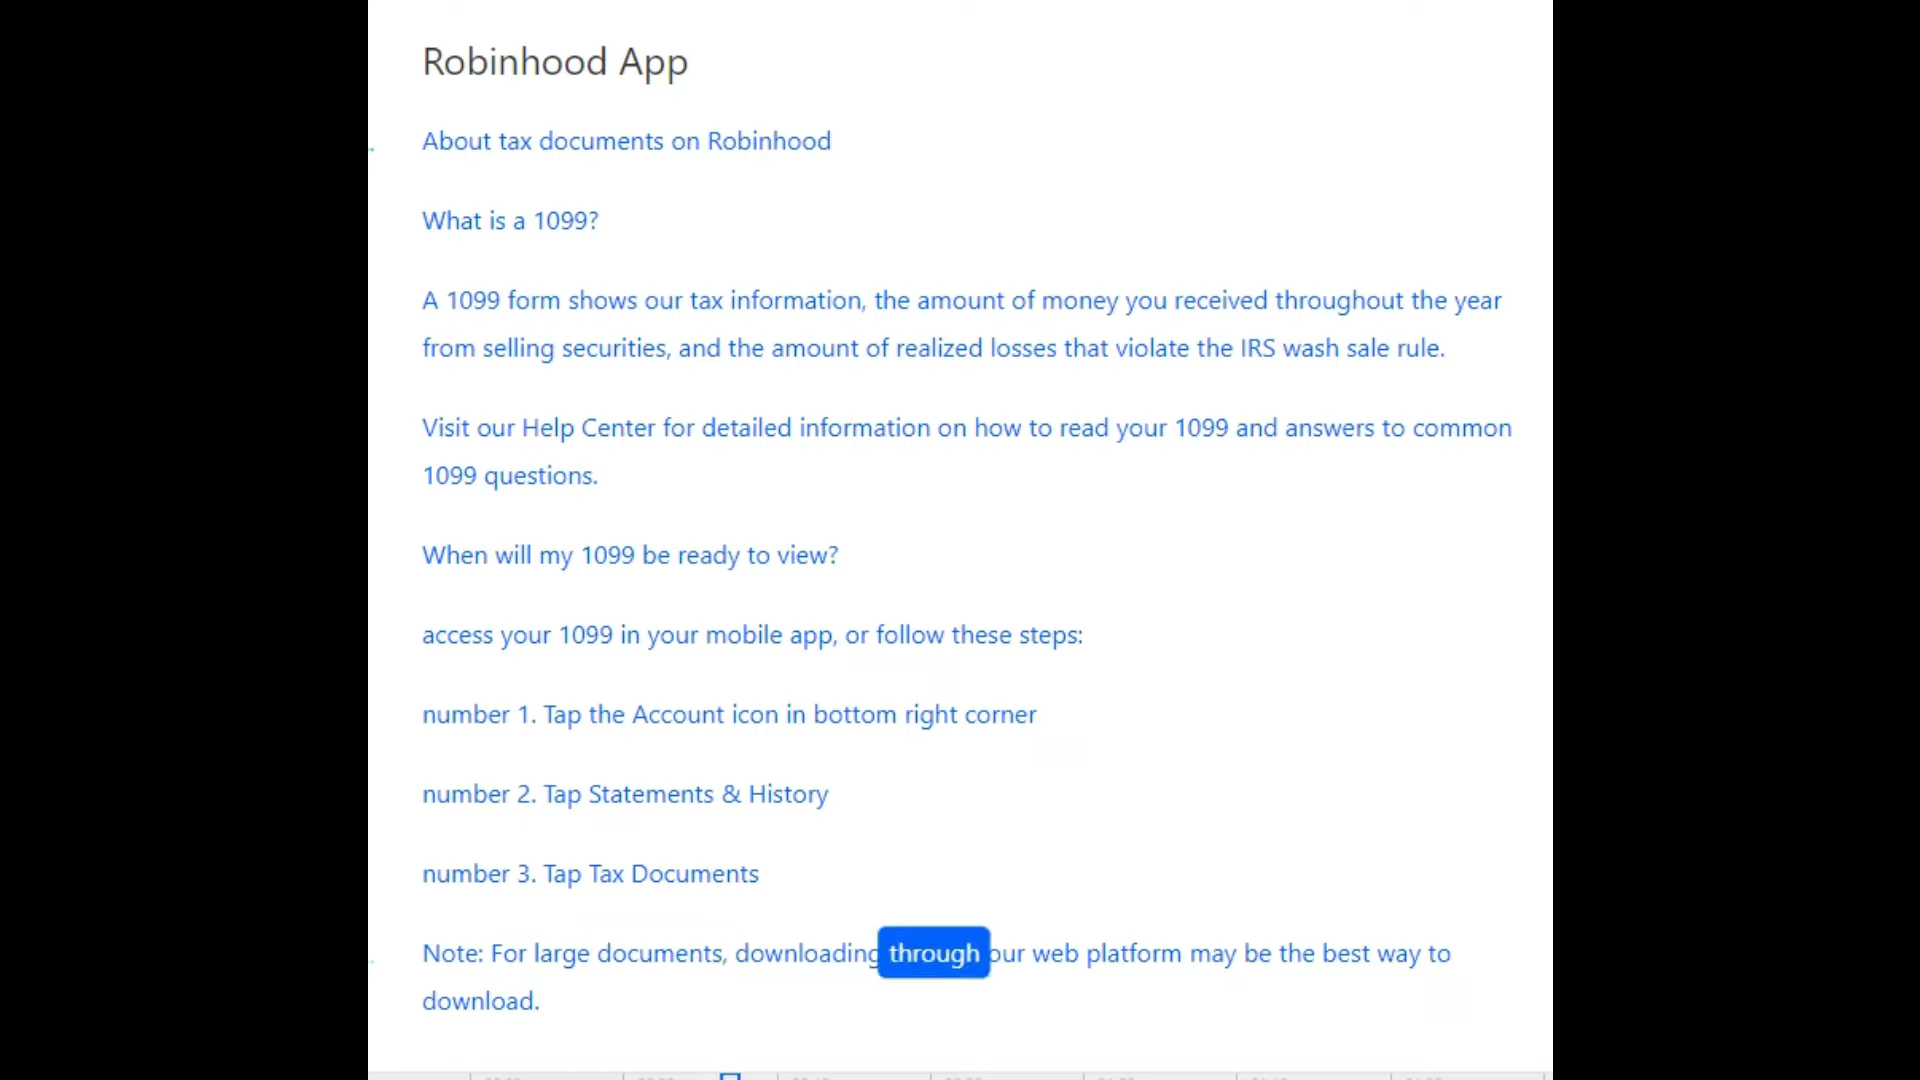 Robinhood App
About tax documents on Robinhood
What is a 1099?
A 1099 form shows our tax information, the amount of money you received throughout the year
from selling securities, and the amount of realized losses that violate the IRS wash sale rule.
Visit our Help Center for detailed information on how to read your 1099 and answers to common
1099 questions.
When will my 1099 be ready to view?
access your 1099 in your mobile app, or follow these steps:
number 1. Tap the Account icon in bottom right corner
number 2. Tap Statements & History
number 3. Tap Tax Documents
Note: For large documents, downloading through our web platform may be the best way to
download.